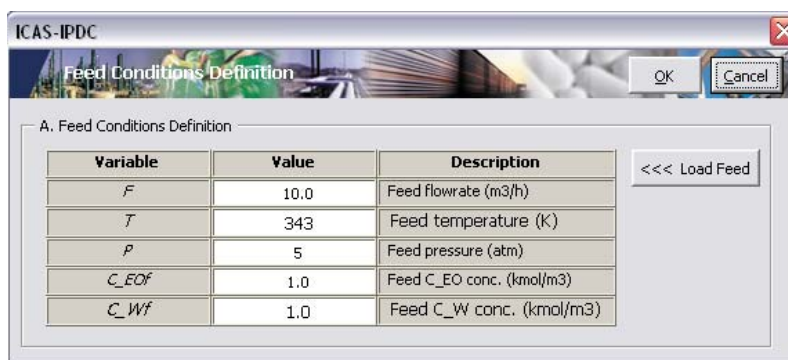 ICAS-IPDC
Feed Conditions Definition
OK
Cancel
A. Feed Conditions Definition
Variable Value Description
<<< Load Feed
F 10.0 Feed flowrate (m3/h)
T 343 Feed temperature (K)
P 5 Feed pressure (atm)
C_EOf 1.0 Feed C_EO conc. (kmol/m3)
C_Wf 1.0 Feed C_W conc. (kmol/m3)